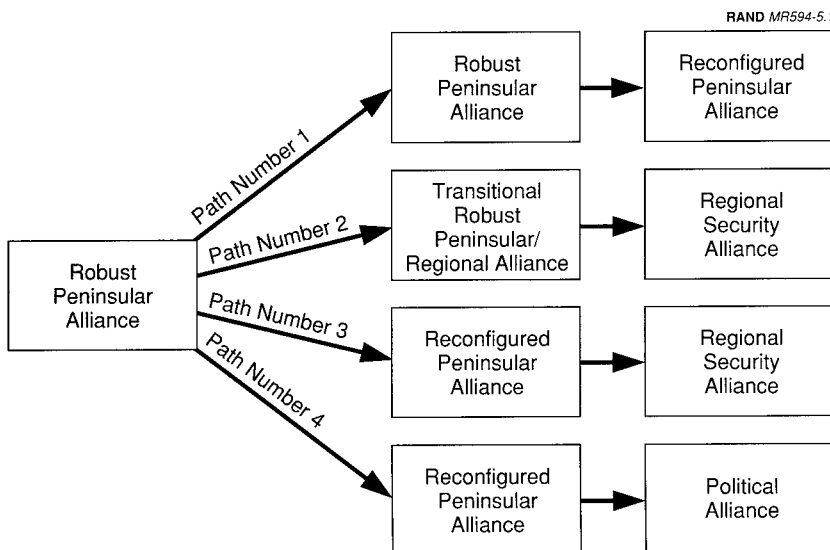 RAND MR594-5.
Robust
Peninsular
Alliance
Reconfigured
Peninsular
Alliance
Path Number 1
Transitional
Robust
Peninsular/
Regional Alliance
Regional
Security
Alliance
Path Number 2
Robust
Peninsular
Alliance
Path Number 3
Reconfigured
Peninsular
Alliance
Regional
Security
Alliance
Path Number 4
Reconfigured
Peninsular
Alliance
Political
Alliance